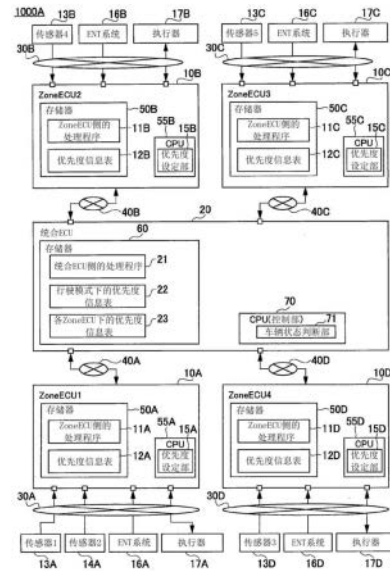 1000A
13B 16B 17B 13C 16C 17C
传感器4 ENT系统 执行器 传感器5 ENT系统 执行器
30B 30C
10B 10C
ZoneECU2 ZoneECU3
存储器 50B 存储器 50C
55B 15B 55C 15C
ZoneECU侧的处理程序 11B CPU ZoneECU侧的处理程序 11C CPU
优先度信息表 12B 优先度设定部 优先度信息表 12C 优先度设定部
40B 20 40C
统合ECU 60
存储器
统合ECU侧的处理程序 21
行驶模式下的优先度信息表 22
70
CPU(控制部) 71
各ZoneECU下的优先度信息表 23
车辆状态判断部
40A 40D
10A 10D
ZoneECU1 ZoneECU4
存储器 50A 存储器 50D
55A 15A 55D 15D
ZoneECU侧的处理程序 11A CPU ZoneECU侧的处理程序 11D CPU
优先度信息表 12A 优先度设定部 优先度信息表 12D 优先度设定部
30A 30D
传感器1 传感器2 ENT系统 执行器 传感器3 ENT系统 执行器
13A 14A 16A 17A 13D 16D 17D